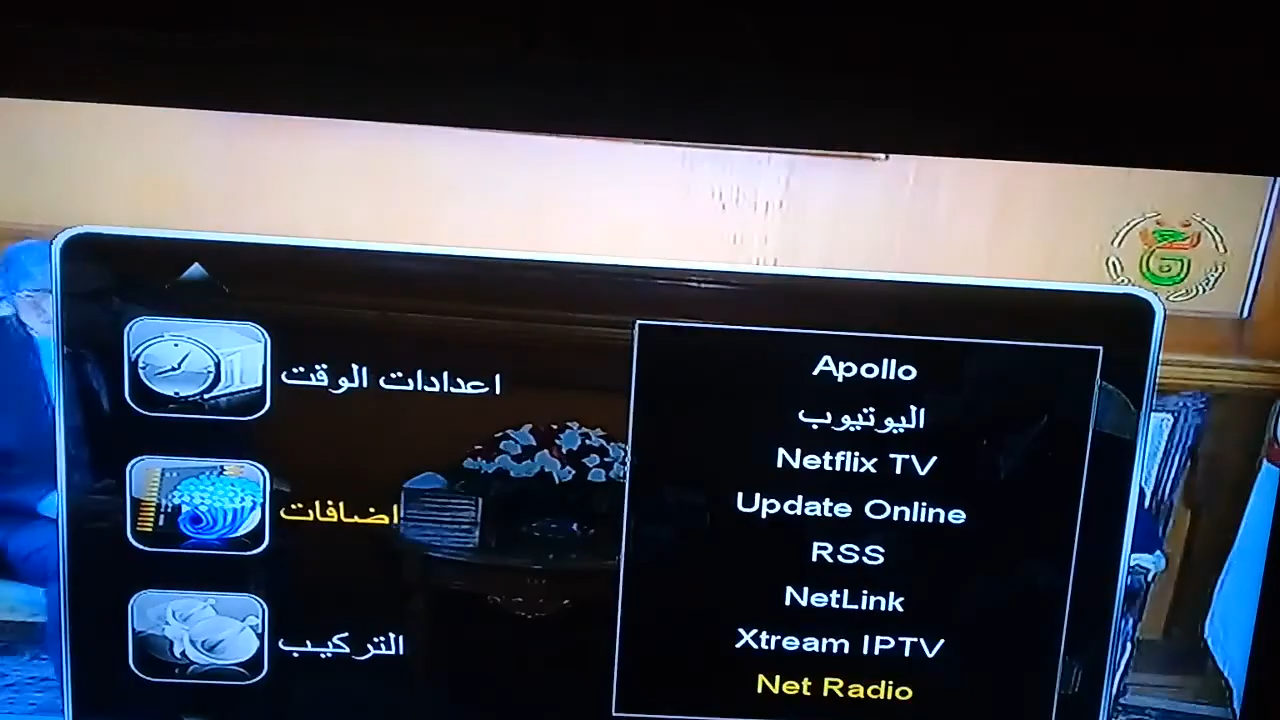 اعدادات الوقت
اضافات
التركيب
Apollo
اليوتيوب
Netflix TV
Update Online
RSS
NetLink
Xtream IPTV
Net Radio